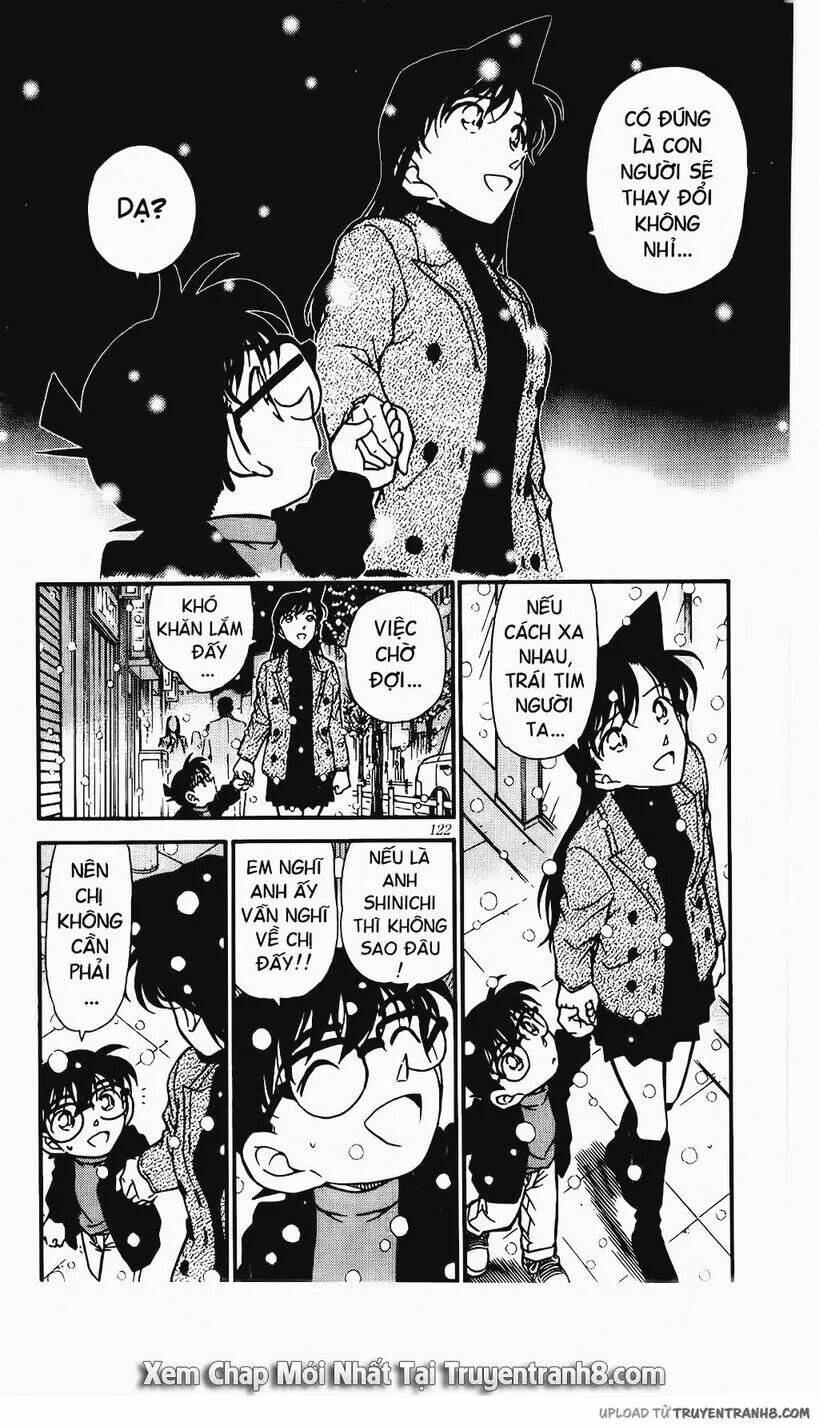 CÓ ĐÚNG
LÀ CON
NGƯỜI SẼ
THAY ĐỔI
KHÔNG
NHỈ...
DẠ?
NẾU
CÁCH XA
NHAU,
TRÁI TIM
NGƯỜI
TA...
VIỆC
CHỜ
ĐỢI...
KHÓ
KHĂN LẮM
ĐẤY
...
122
NẾU LÀ
ANH
SHINICHI
THÌ KHÔNG
SAO ĐÂU
!
EM NGHĨ
ANH ẤY
VẪN NGHĨ
VỀ CHỊ
ĐẤY!!
NÊN
CHỊ
KHÔNG
CẦN
PHẢI
...
Xem Chap Mới Nhất Tại Truyentranh8.com
UPLOAD TỪ TRUYENTRANH8.COM